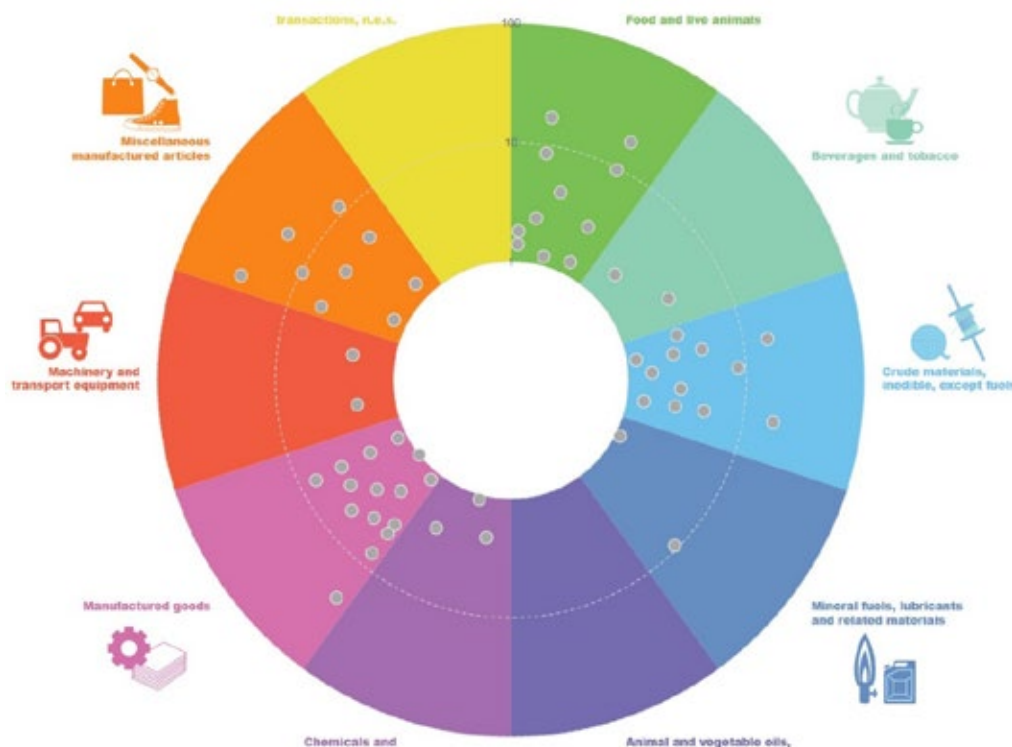 transactions, n.e.s.
100
Food and live animals
10
1
Miscellaneous
manufactured articles
Beverages and tobacco
Machinery and
transport equipment
Crude materials,
inedible, except fuels
Manufactured goods
Mineral fuels, lubricants
and related materials
Chemicals and
Animal and vegetable oils,